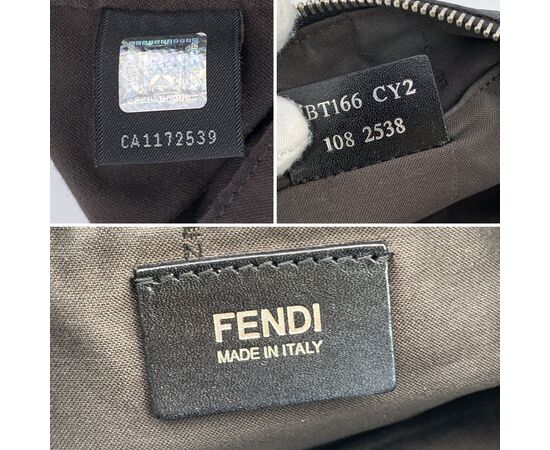 CA1172539
BT166 CY2
108 2538
FENDI
MADE IN ITALY